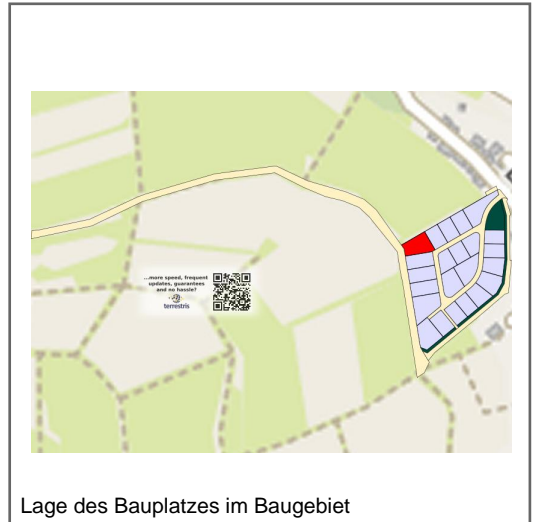 ...more speed, frequent
updates, guarantees
and no hassle?
terrestris
Lage des Bauplatzes im Baugebiet